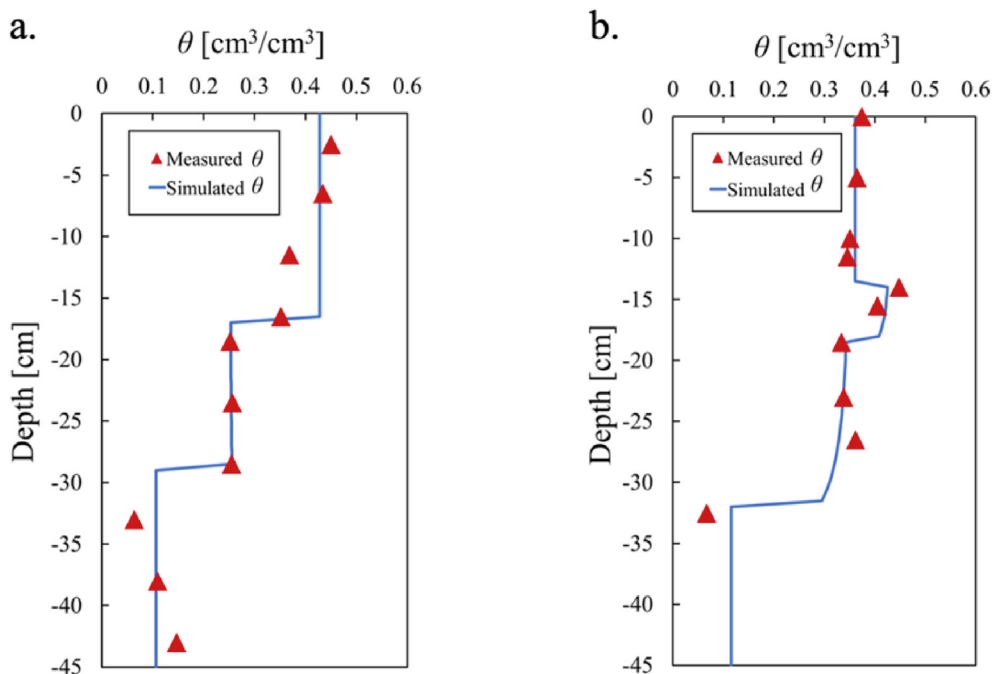 a.
θ [cm³/cm³]
0 0.1 0.2 0.3 0.4 0.5 0.6
0
-5
-10
-15
-20
-25
-30
-35
-40
-45
Depth [cm]
Measured θ
Simulated θ
b.
θ [cm³/cm³]
0 0.1 0.2 0.3 0.4 0.5 0.6
0
-5
-10
-15
-20
-25
-30
-35
-40
-45
Depth [cm]
Measured θ
Simulated θ